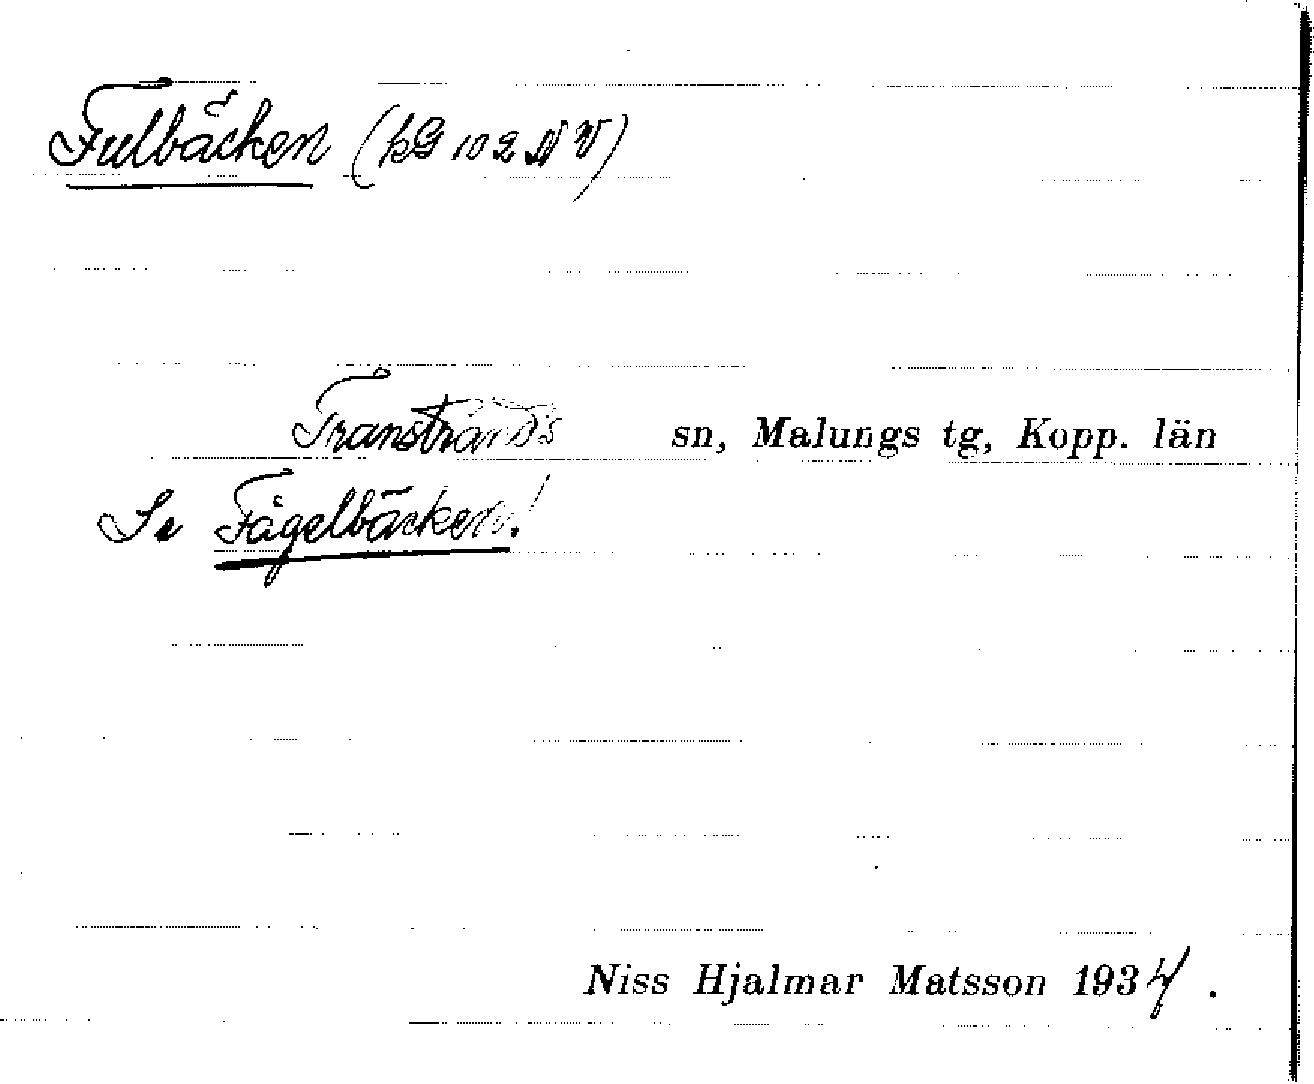 Fulbäcken (kG 102 NV)
Transtrands sn, Malungs tg, Kopp. län
Se Fågelbäcken!
Niss Hjalmar Matsson 1934.